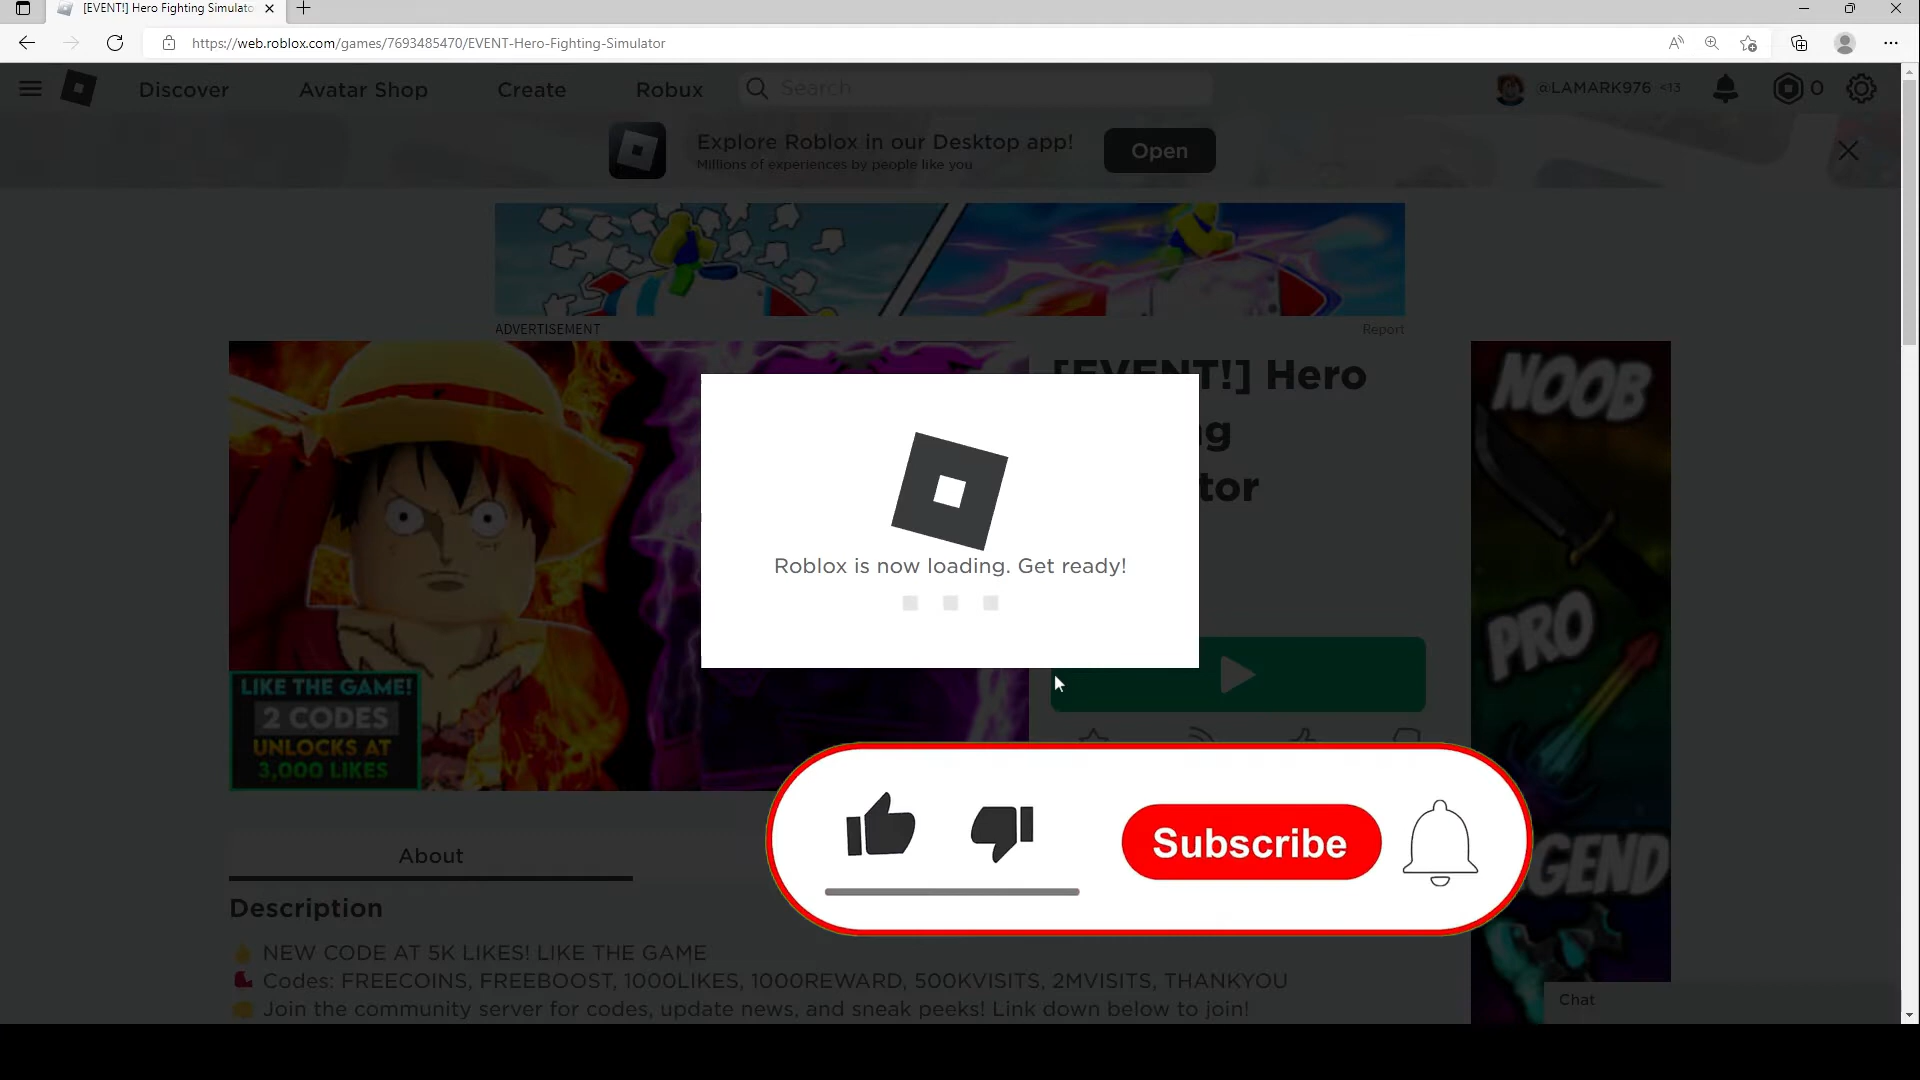 [EVENT!] Hero Fighting Simulato
https://web.roblox.com/games/7693485470/EVENT-Hero-Fighting-Simulator
Discover
Avatar Shop
Create
Robux
Search
@LAMARK976 <13
0
Explore Roblox in our Desktop app!
Millions of experiences by people like you
Open
ADVERTISEMENT
Report
[EVENT!] Hero
ng
tor
Roblox is now loading. Get ready!
LIKE THE GAME!
2 CODES
UNLOCKS AT
3,000 LIKES
NOOB
PRO
GEND
Subscribe
About
Description
NEW CODE AT 5K LIKES! LIKE THE GAME
Codes: FREECOINS, FREEBOOST, 1000LIKES, 1000REWARD, 500KVISITS, 2MVISITS, THANKYOU
Join the community server for codes, update news, and sneak peeks! Link down below to join!
Chat